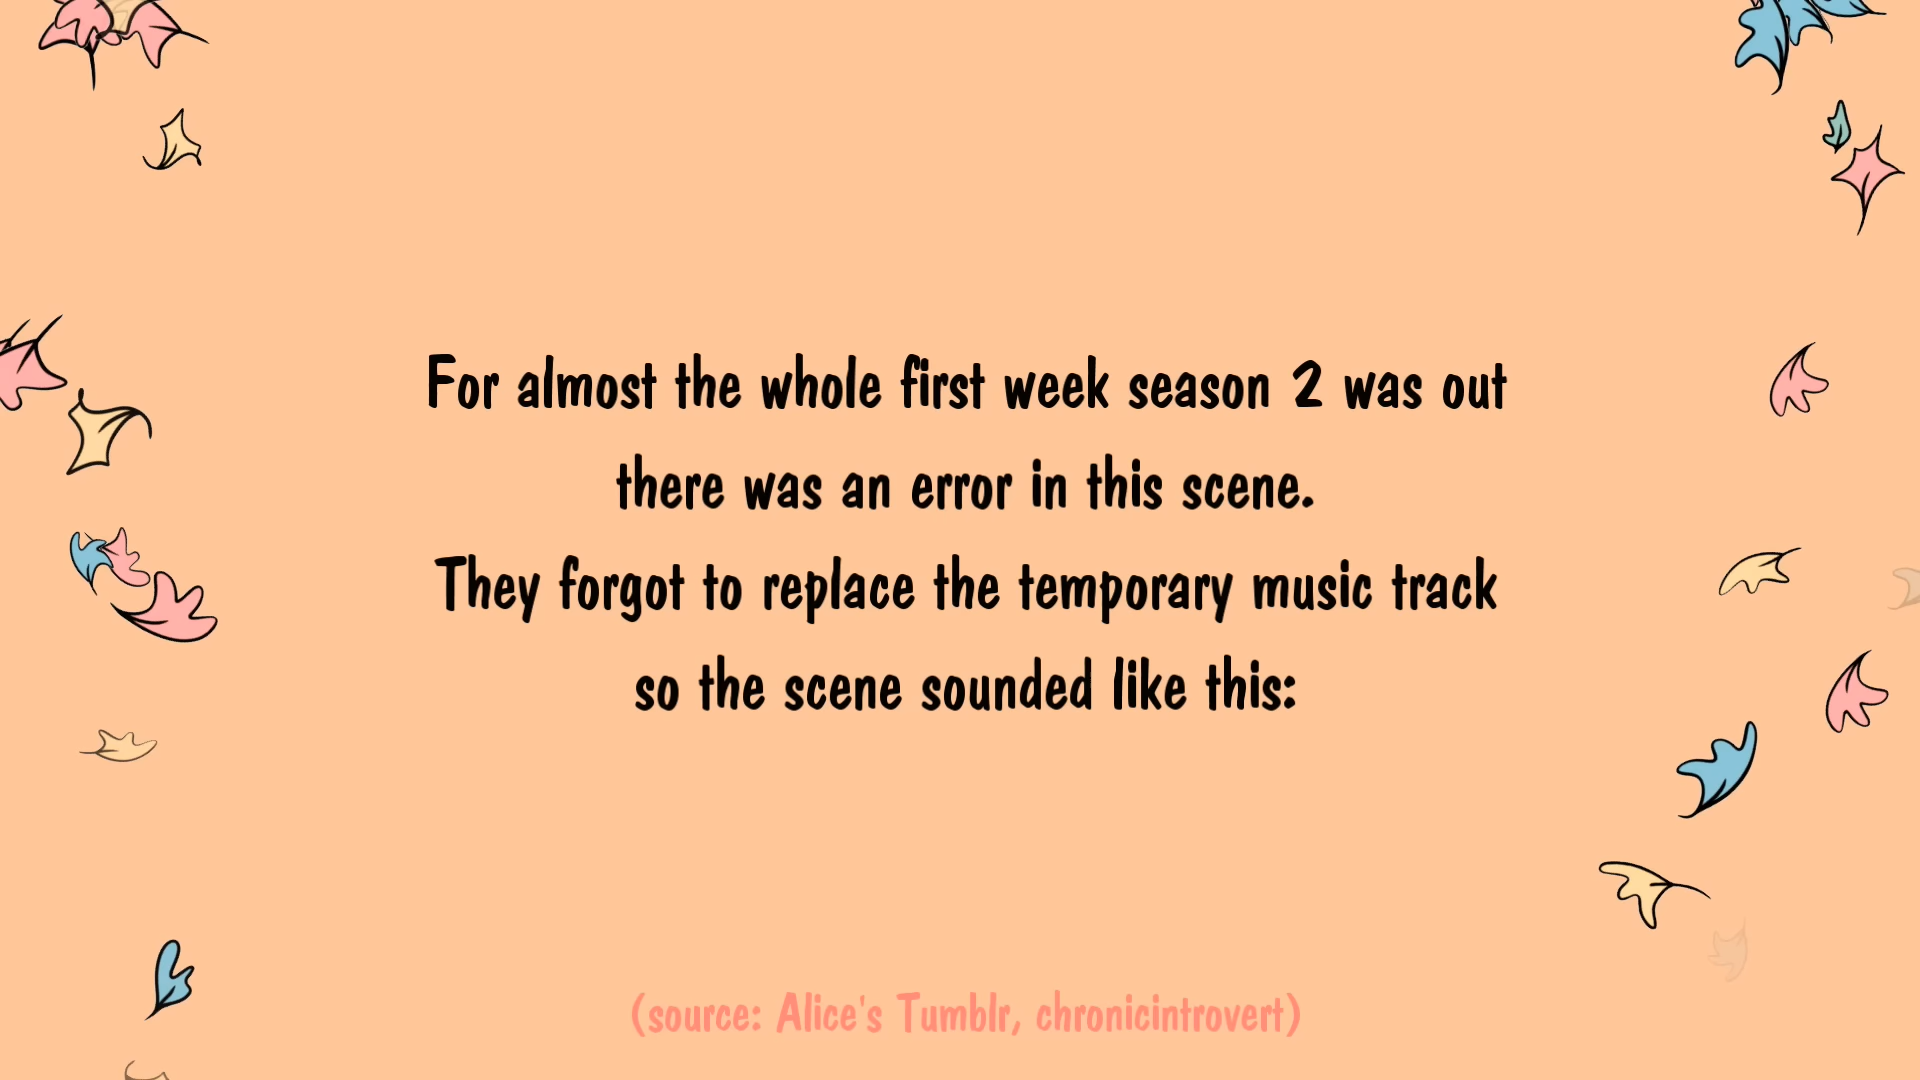 For almost the whole first week season 2 was out
there was an error in this scene.
They forgot to replace the temporary music track
so the scene sounded like this:
(source: Alice's Tumblr, chronicintrovert)